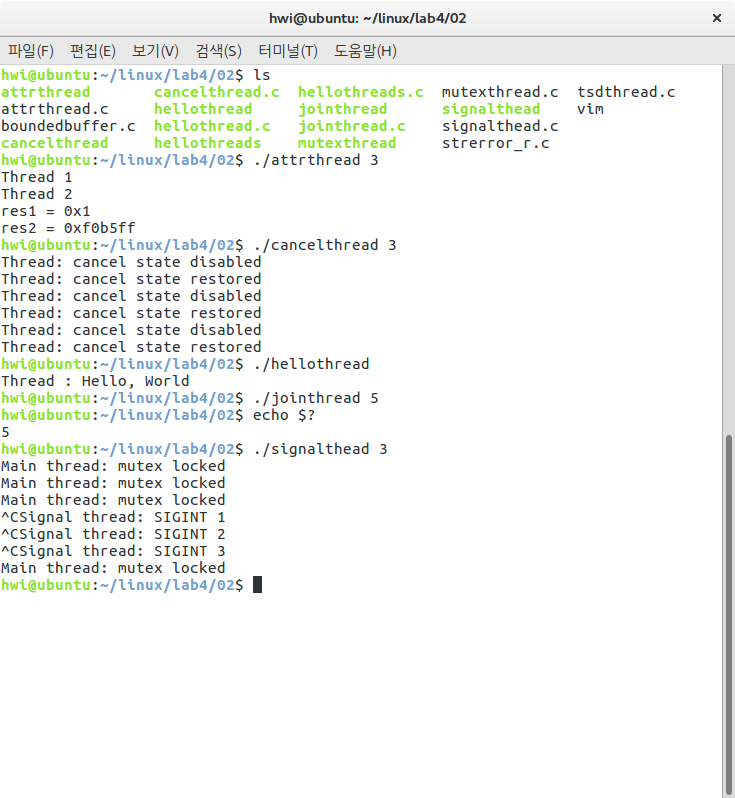 hwi@ubuntu: ~/linux/lab4/02
파일(F) 편집(E) 보기(V) 검색(S) 터미널(T) 도움말(H)
hwi@ubuntu:~/linux/lab4/02$ ls
attrthread       cancelthread.c  hellothreads.c  mutexthread.c  tsdthread.c
attrthread.c     hellothread     jointhread      signalthead    vim
boundedbuffer.c  hellothread.c   jointhread.c    signalthead.c
cancelthread     hellothreads    mutexthread     strerror_r.c
hwi@ubuntu:~/linux/lab4/02$ ./attrthread 3
Thread 1
Thread 2
res1 = 0x1
res2 = 0xf0b5ff
hwi@ubuntu:~/linux/lab4/02$ ./cancelthread 3
Thread: cancel state disabled
Thread: cancel state restored
Thread: cancel state disabled
Thread: cancel state restored
Thread: cancel state disabled
Thread: cancel state restored
hwi@ubuntu:~/linux/lab4/02$ ./hellothread
Thread : Hello, World
hwi@ubuntu:~/linux/lab4/02$ ./jointhread 5
hwi@ubuntu:~/linux/lab4/02$ echo $?
5
hwi@ubuntu:~/linux/lab4/02$ ./signalthead 3
Main thread: mutex locked
Main thread: mutex locked
Main thread: mutex locked
^CSignal thread: SIGINT 1
^CSignal thread: SIGINT 2
^CSignal thread: SIGINT 3
Main thread: mutex locked
hwi@ubuntu:~/linux/lab4/02$